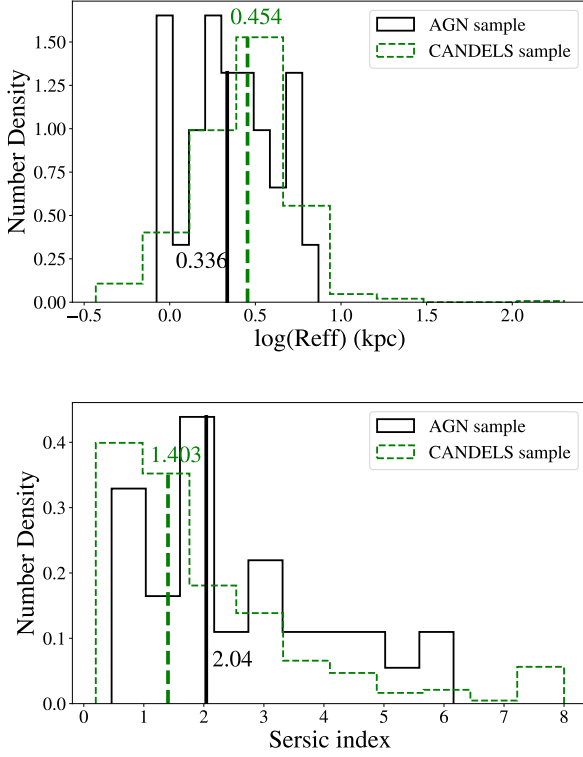 0.454
AGN sample
CANDELS sample
1.50
1.25
1.00
0.75
0.50
0.25
0.00
Number Density
0.336
−0.5 0.0 0.5 1.0 1.5 2.0
log(Reff) (kpc)
AGN sample
CANDELS sample
1.403
0.4
0.3
0.2
0.1
0.0
Number Density
2.04
0 1 2 3 4 5 6 7 8
Sersic index